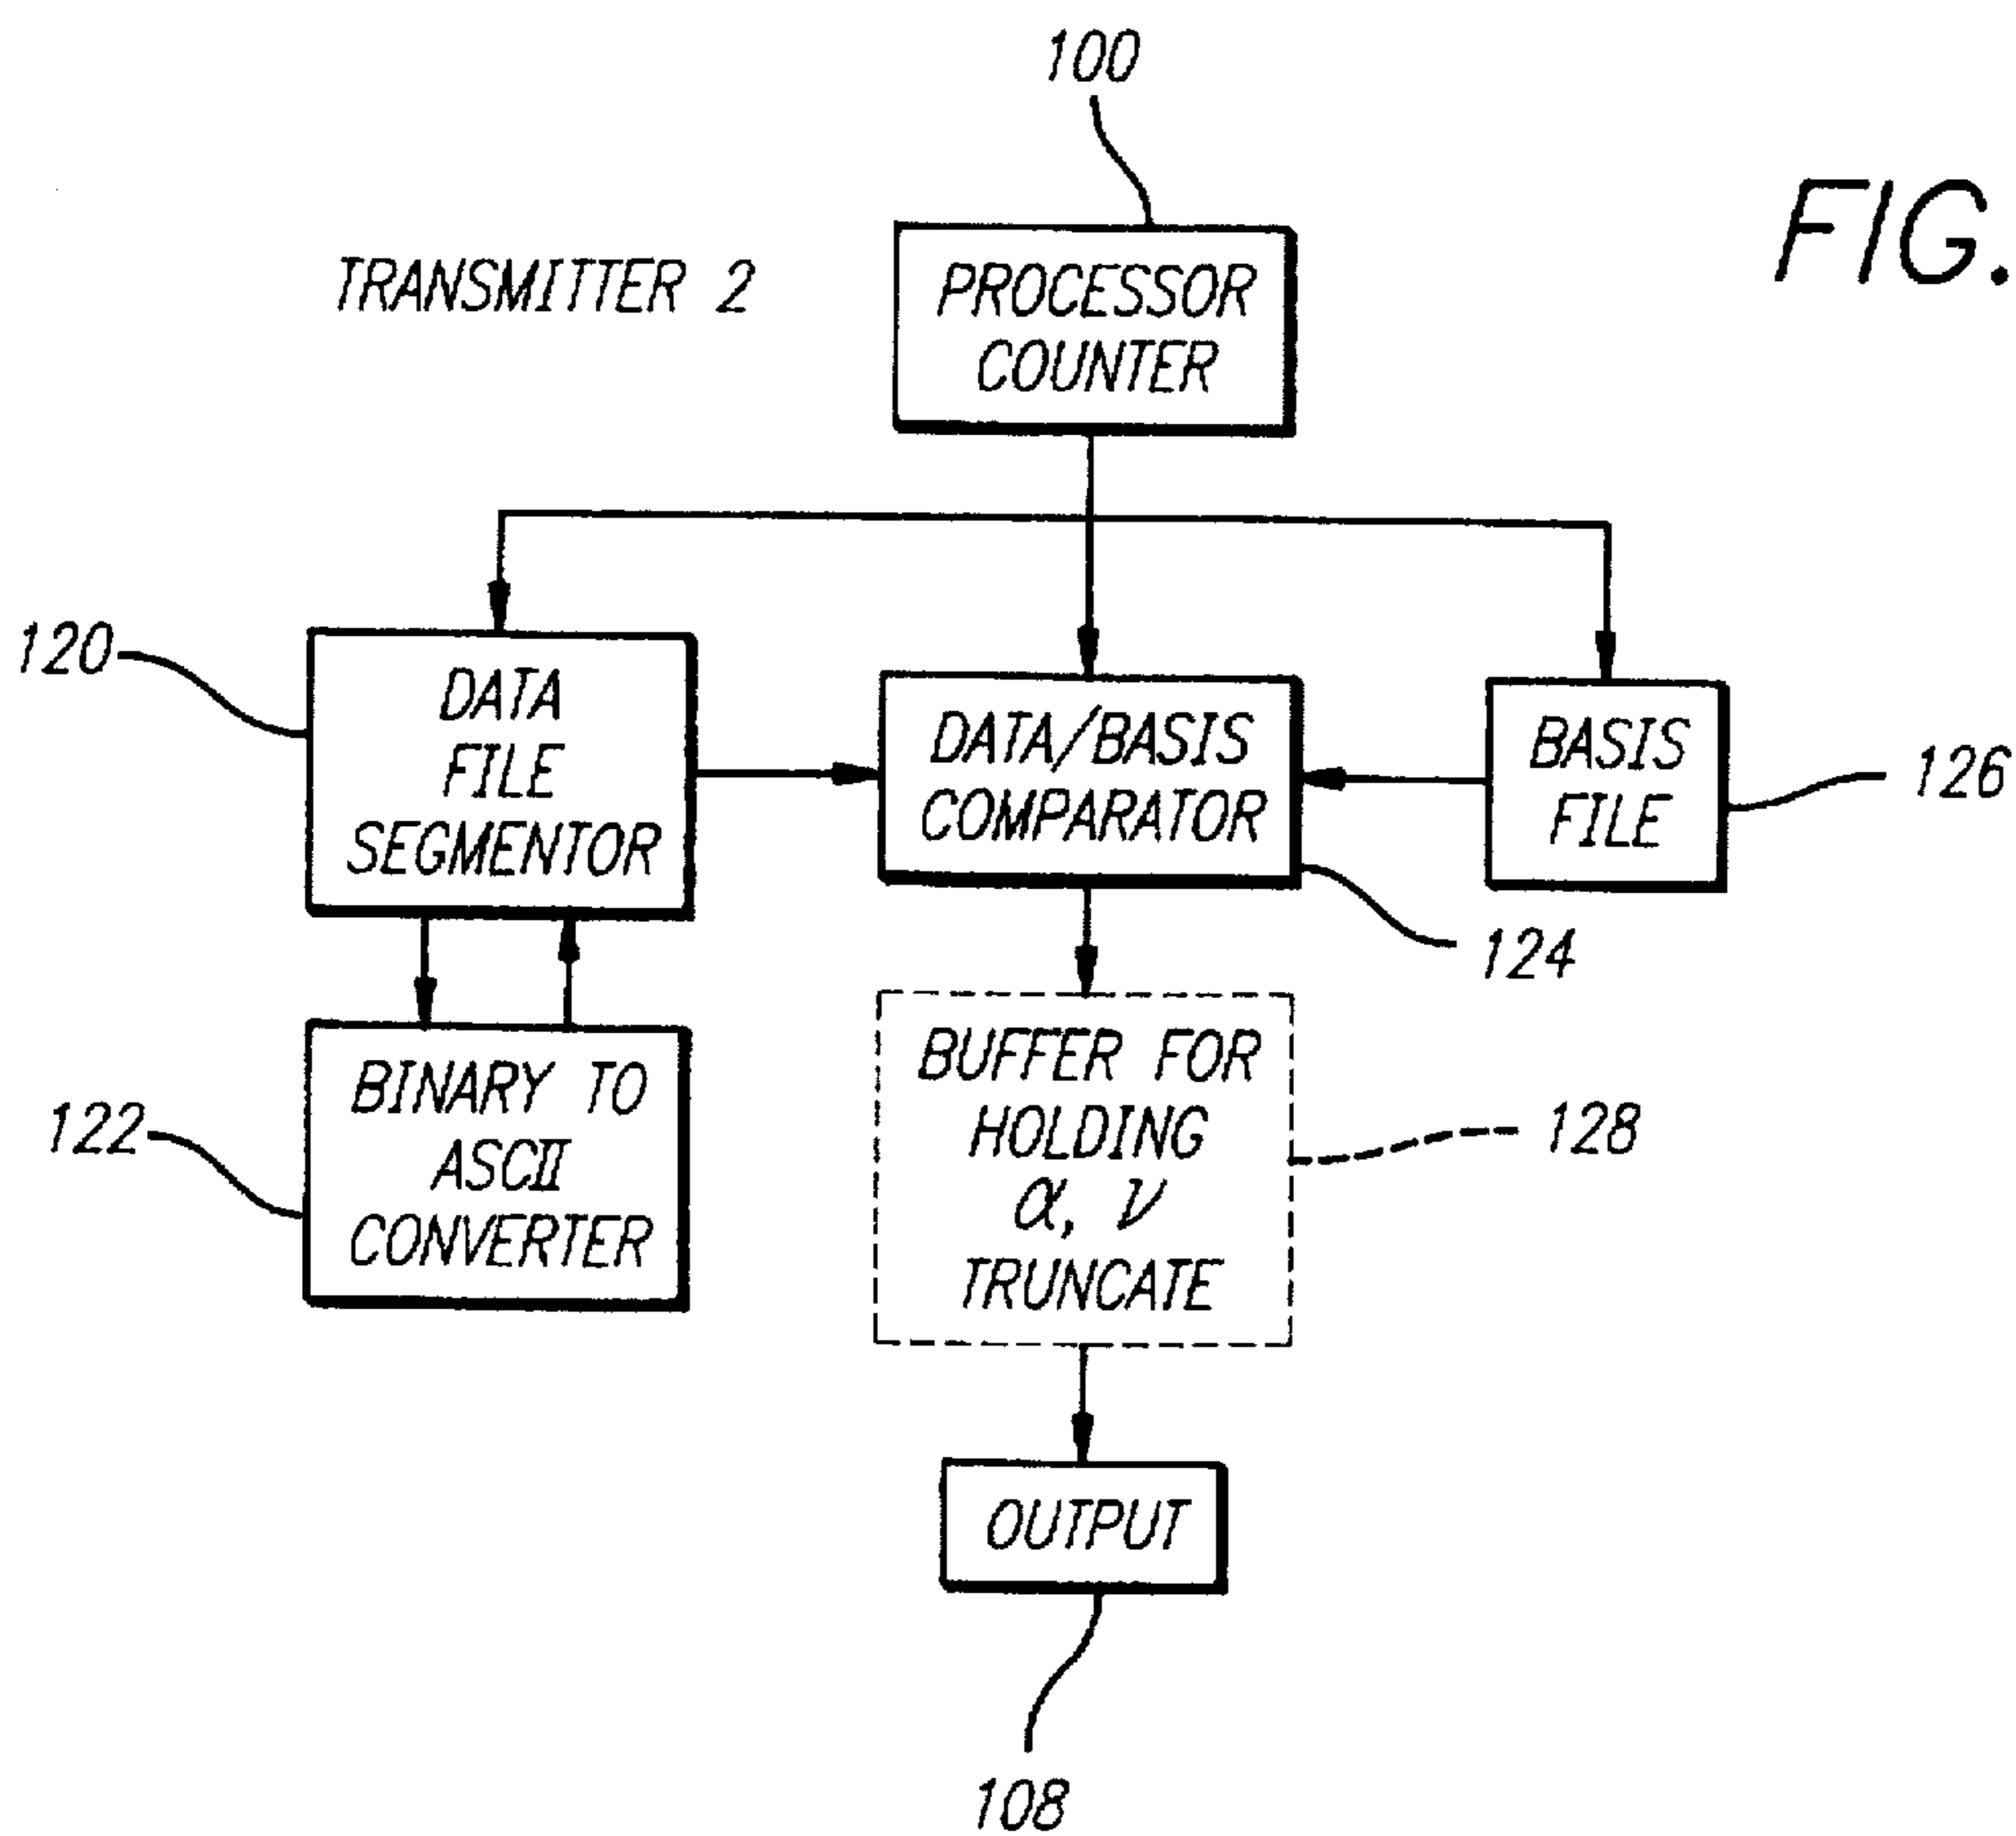 100
FIG.
TRANSMITTER 2
PROCESSOR
COUNTER
120
DATA
FILE
SEGMENTOR
DATA/BASIS
COMPARATOR
BASIS
FILE
126
124
122
BINARY TO
ASCII
CONVERTER
BUFFER FOR
HOLDING
α, ν
TRUNCATE
128
OUTPUT
108